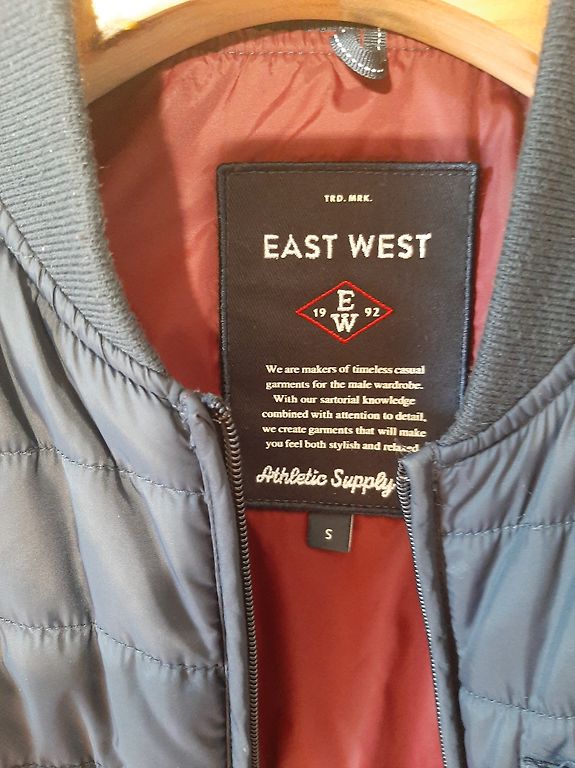 TRD. MRK.
EAST WEST
E
19 92
W
We are makers of timeless casual
garments for the male wardrobe.
With our sartorial knowledge
combined with attention to detail,
we create garments that will make
you feel both stylish and relaxed
Athletic Supply
S